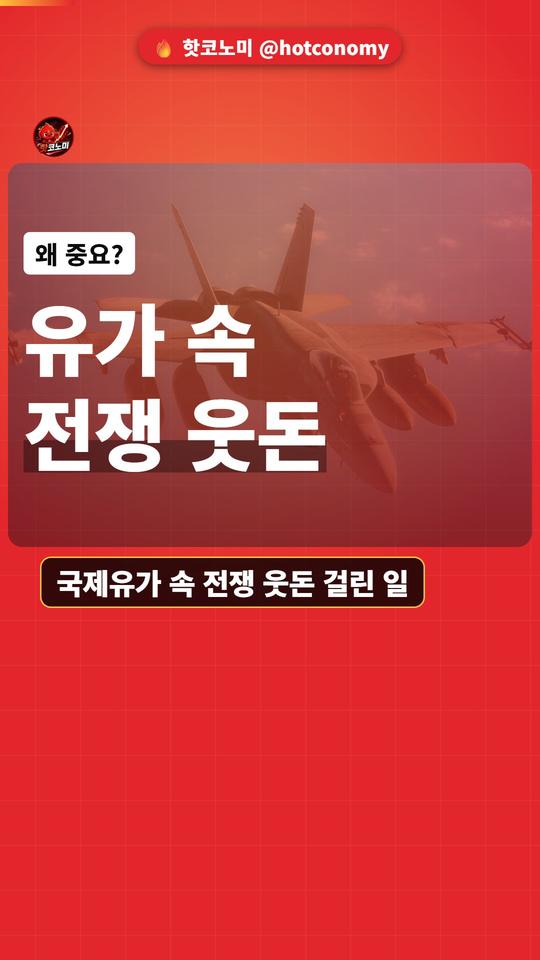 핫코노미 @hotconomy
핫코노미
왜 중요?
유가 속
전쟁 웃돈
국제유가 속 전쟁 웃돈 걸린 일